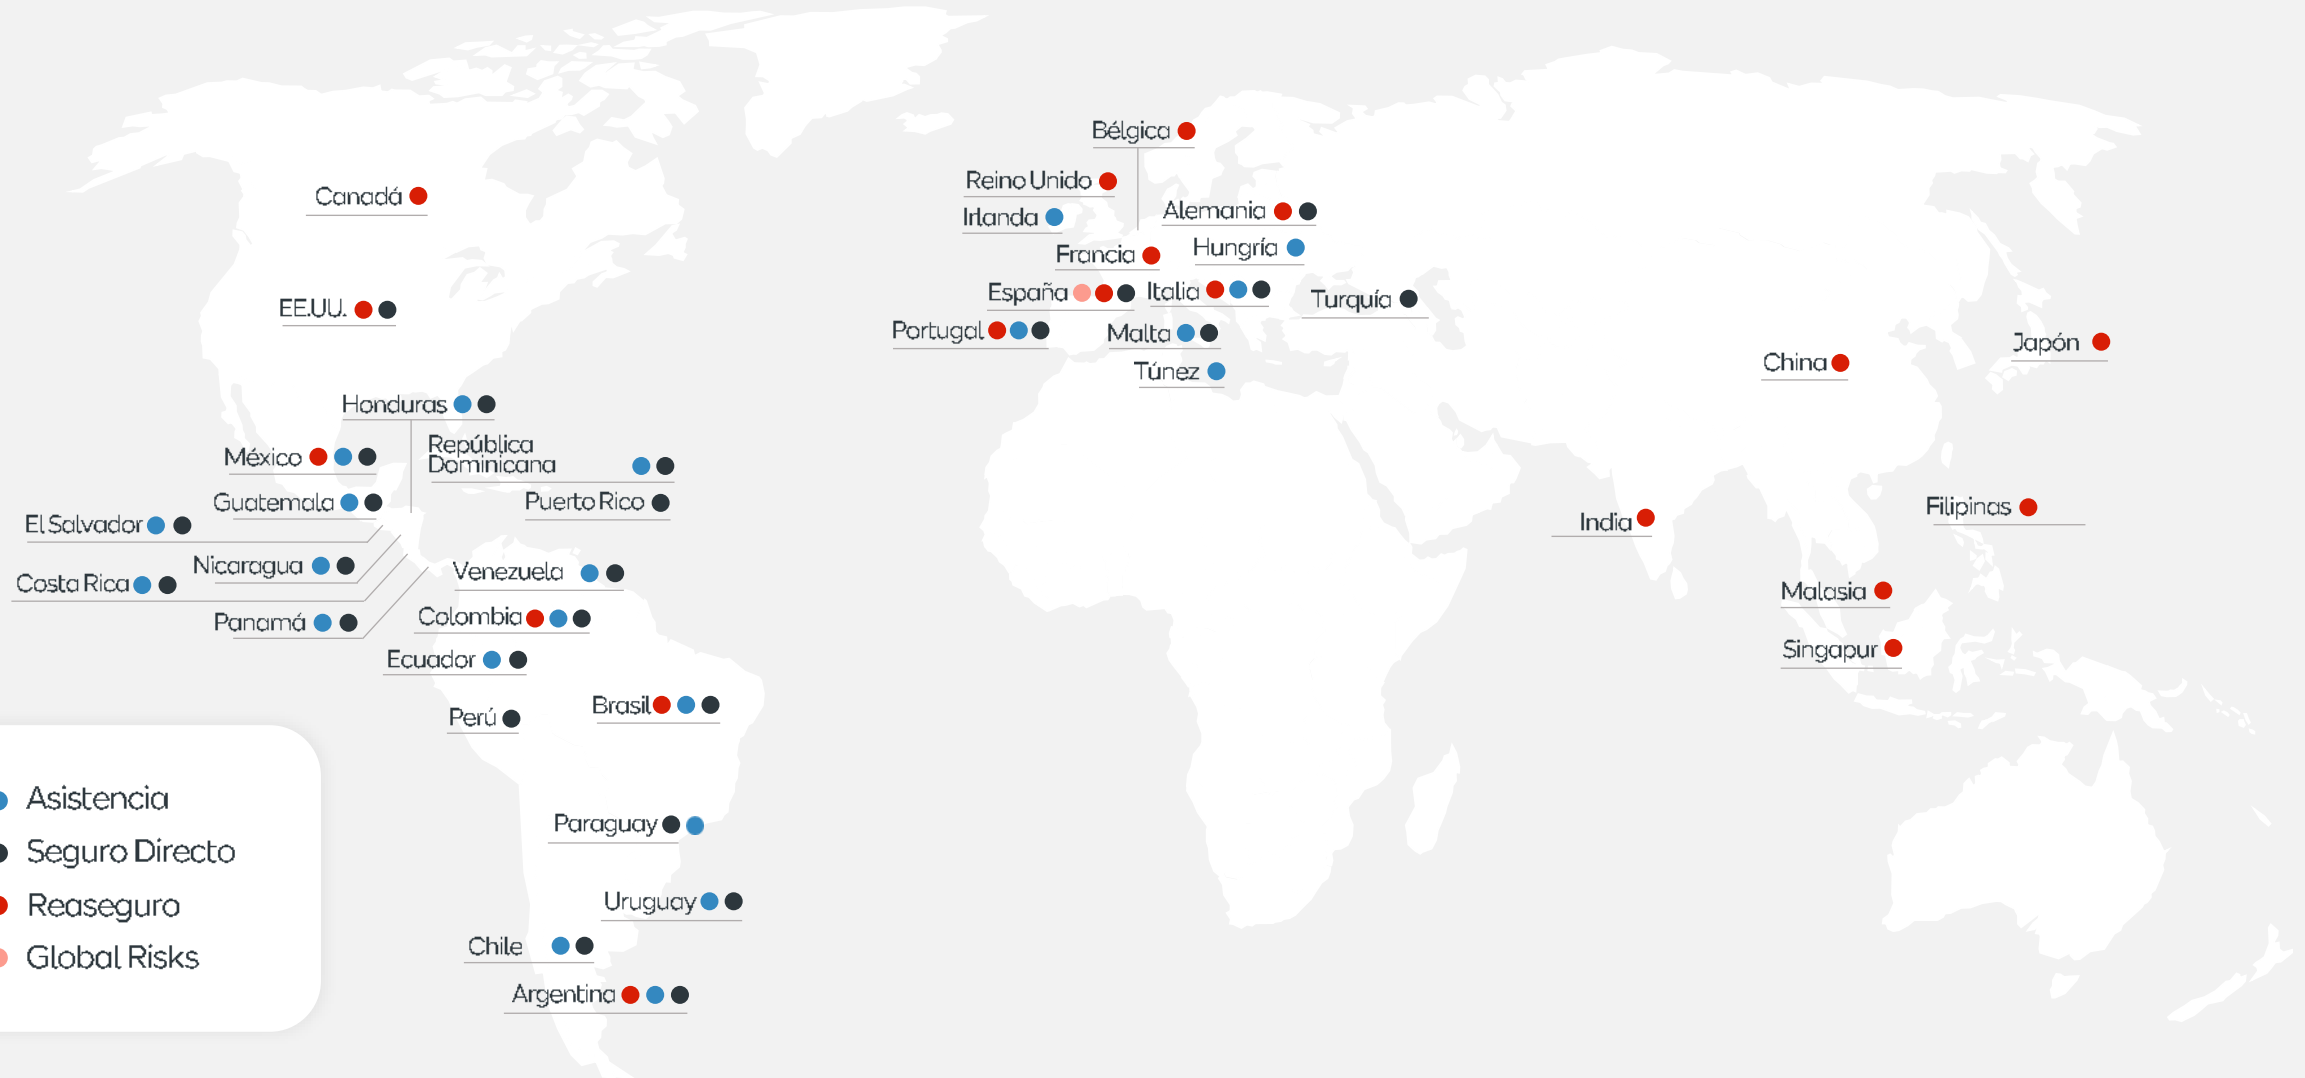 Bélgica
Reino Unido
Canadá
Irlanda
Alemania
Francia
Hungría
España
Italia
Turquía
EE.UU.
Portugal
Malta
Japón
China
Túnez
Honduras
República
Dominicana
México
Guatemala
Puerto Rico
El Salvador
Filipinas
India
Nicaragua
Venezuela
Costa Rica
Malasia
Colombia
Panamá
Singapur
Ecuador
Brasil
Perú
Asistencia
Paraguay
Seguro Directo
Uruguay
Reaseguro
Chile
Global Risks
Argentina